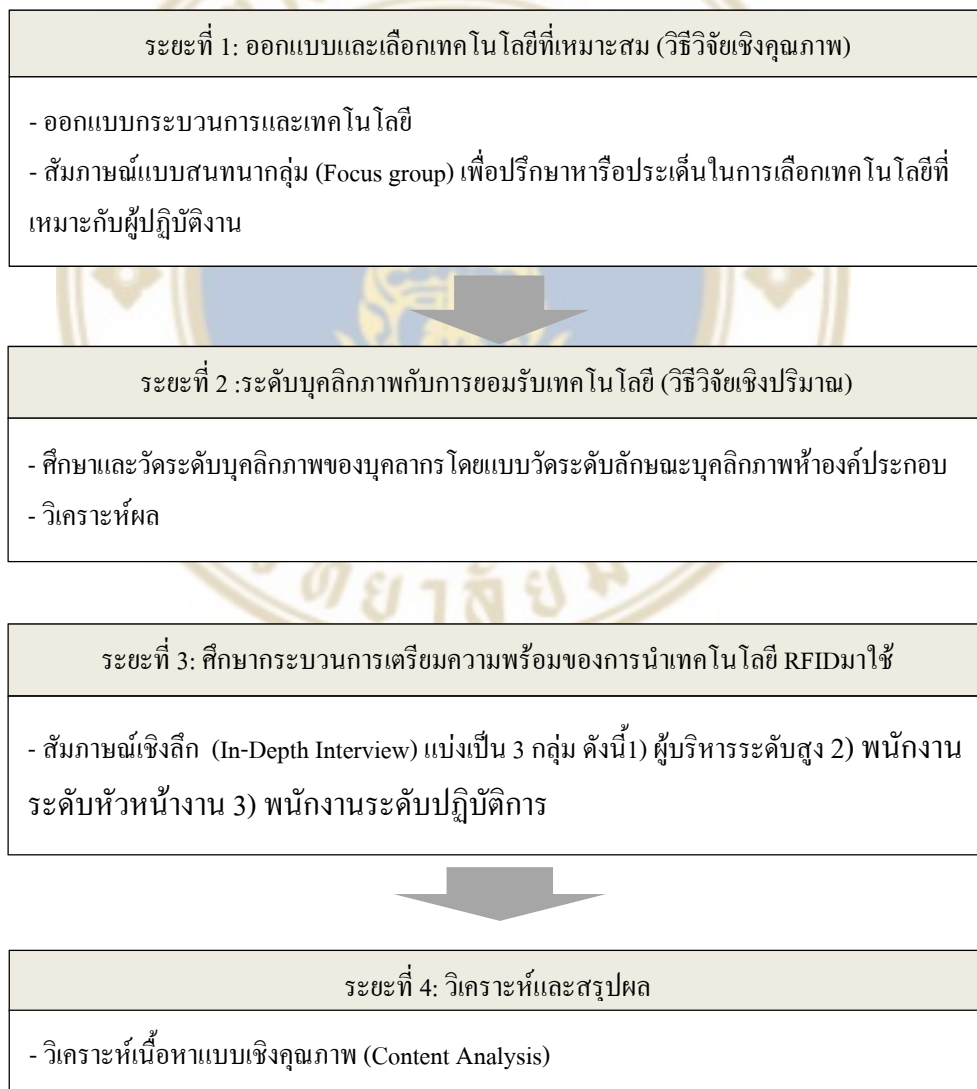 ระยะที่ 1: ออกแบบและเลือกเทคโนโลยีที่เหมาะสม (วิธีวิจัยเชิงคุณภาพ)
- ออกแบบกระบวนการและเทคโนโลยี
- สัมภาษณ์แบบสนทนากลุ่ม (Focus group) เพื่อปรึกษาหารือประเด็นในการเลือกเทคโนโลยีที่
เหมาะกับผู้ปฏิบัติงาน
ระยะที่ 2 :ระดับบุคลิกภาพกับการยอมรับเทคโนโลยี (วิธีวิจัยเชิงปริมาณ)
- ศึกษาและวัดระดับบุคลิกภาพของบุคลากรโดยแบบวัดระดับลักษณะบุคลิกภาพห้าองค์ประกอบ
- วิเคราะห์ผล
ระยะที่ 3: ศึกษากระบวนการเตรียมความพร้อมของการนำเทคโนโลยี RFIDมาใช้
- สัมภาษณ์เชิงลึก (In-Depth Interview) แบ่งเป็น 3 กลุ่ม ดังนี้1) ผู้บริหารระดับสูง 2) พนักงาน
ระดับหัวหน้างาน 3) พนักงานระดับปฏิบัติการ
ระยะที่ 4: วิเคราะห์และสรุปผล
- วิเคราะห์เนื้อหาแบบเชิงคุณภาพ (Content Analysis)